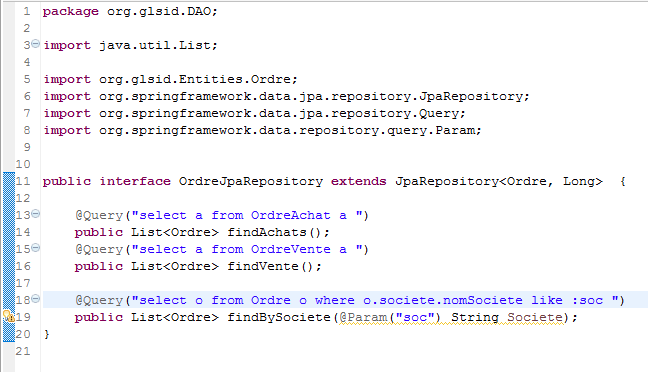 1 package org.glsid.DAO;
2
3 import java.util.List;
4
5 import org.glsid.Entities.Ordre;
6 import org.springframework.data.jpa.repository.JpaRepository;
7 import org.springframework.data.jpa.repository.Query;
8 import org.springframework.data.repository.query.Param;
9
10
11 public interface OrdreJpaRepository extends JpaRepository<Ordre, Long>  {
12
13     @Query("select a from OrdreAchat a ")
14     public List<Ordre> findAchats();
15     @Query("select a from OrdreVente a ")
16     public List<Ordre> findVente();
17
18     @Query("select o from Ordre o where o.societe.nomSociete like :soc ")
19     public List<Ordre> findBySociete(@Param("soc") String Societe);
20 }
21